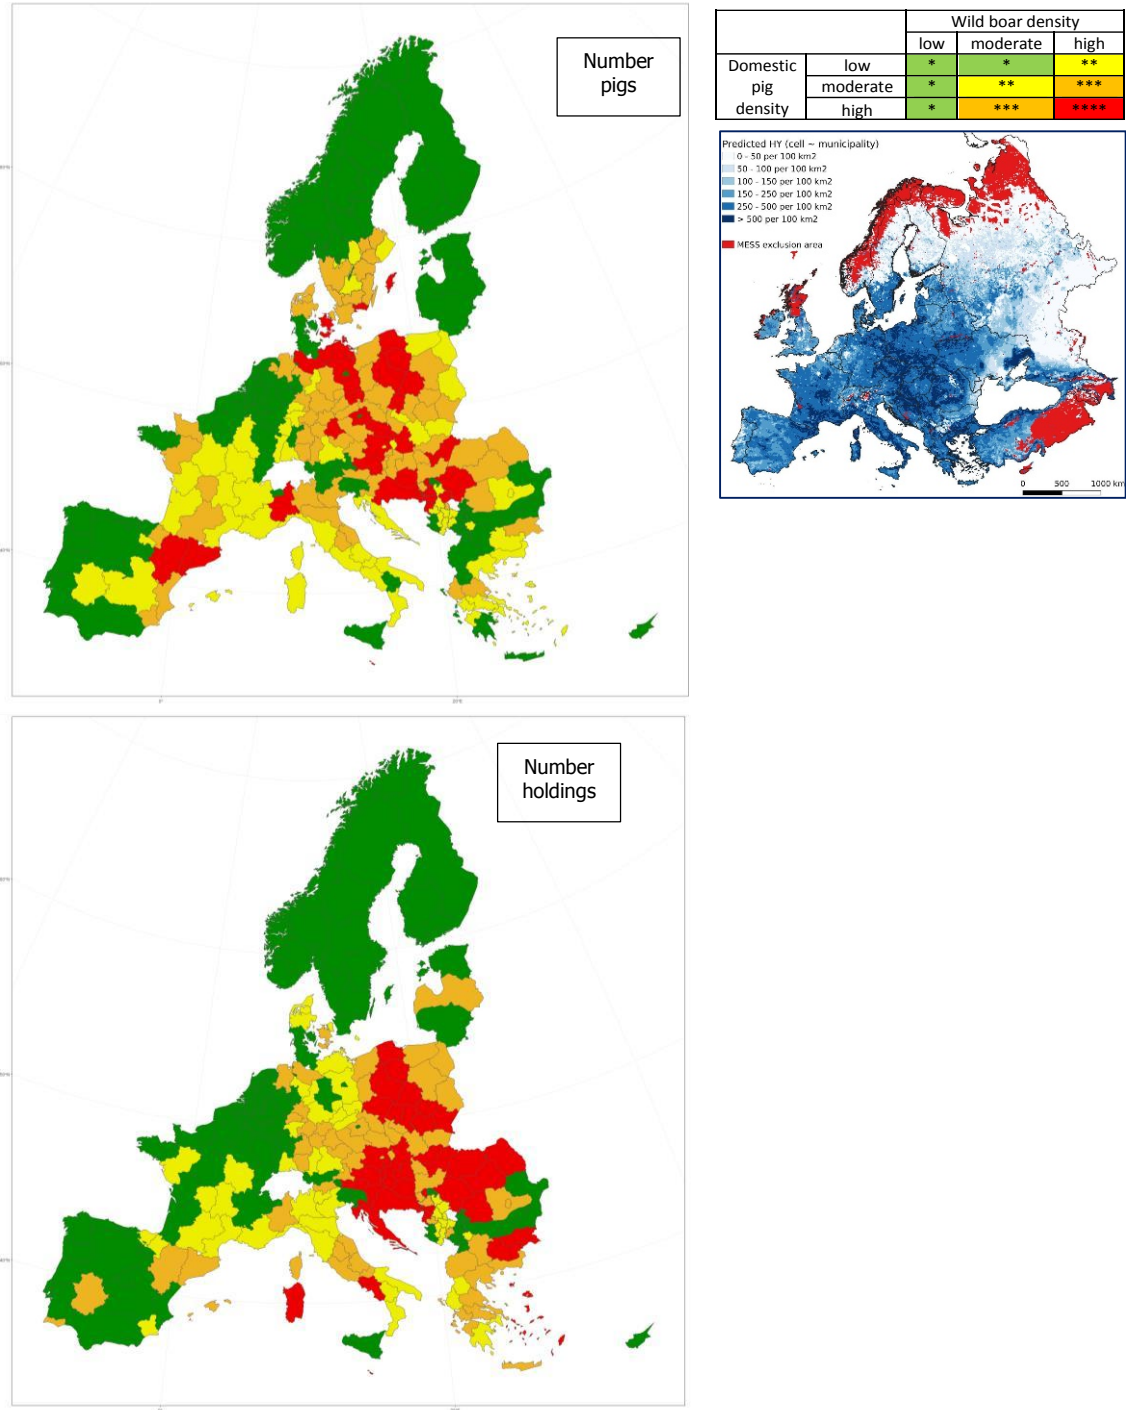 Number
pigs
Wild boar density
low moderate high
Domestic
pig
density
low * * **
moderate * ** ***
high * *** ****
Predicted HY (cell ~ municipality)
0 - 50 per 100 km2
50 - 100 per 100 km2
100 - 150 per 100 km2
150 - 250 per 100 km2
250 - 500 per 100 km2
> 500 per 100 km2
MESS exclusion area
0 500 1000 km
Number
holdings